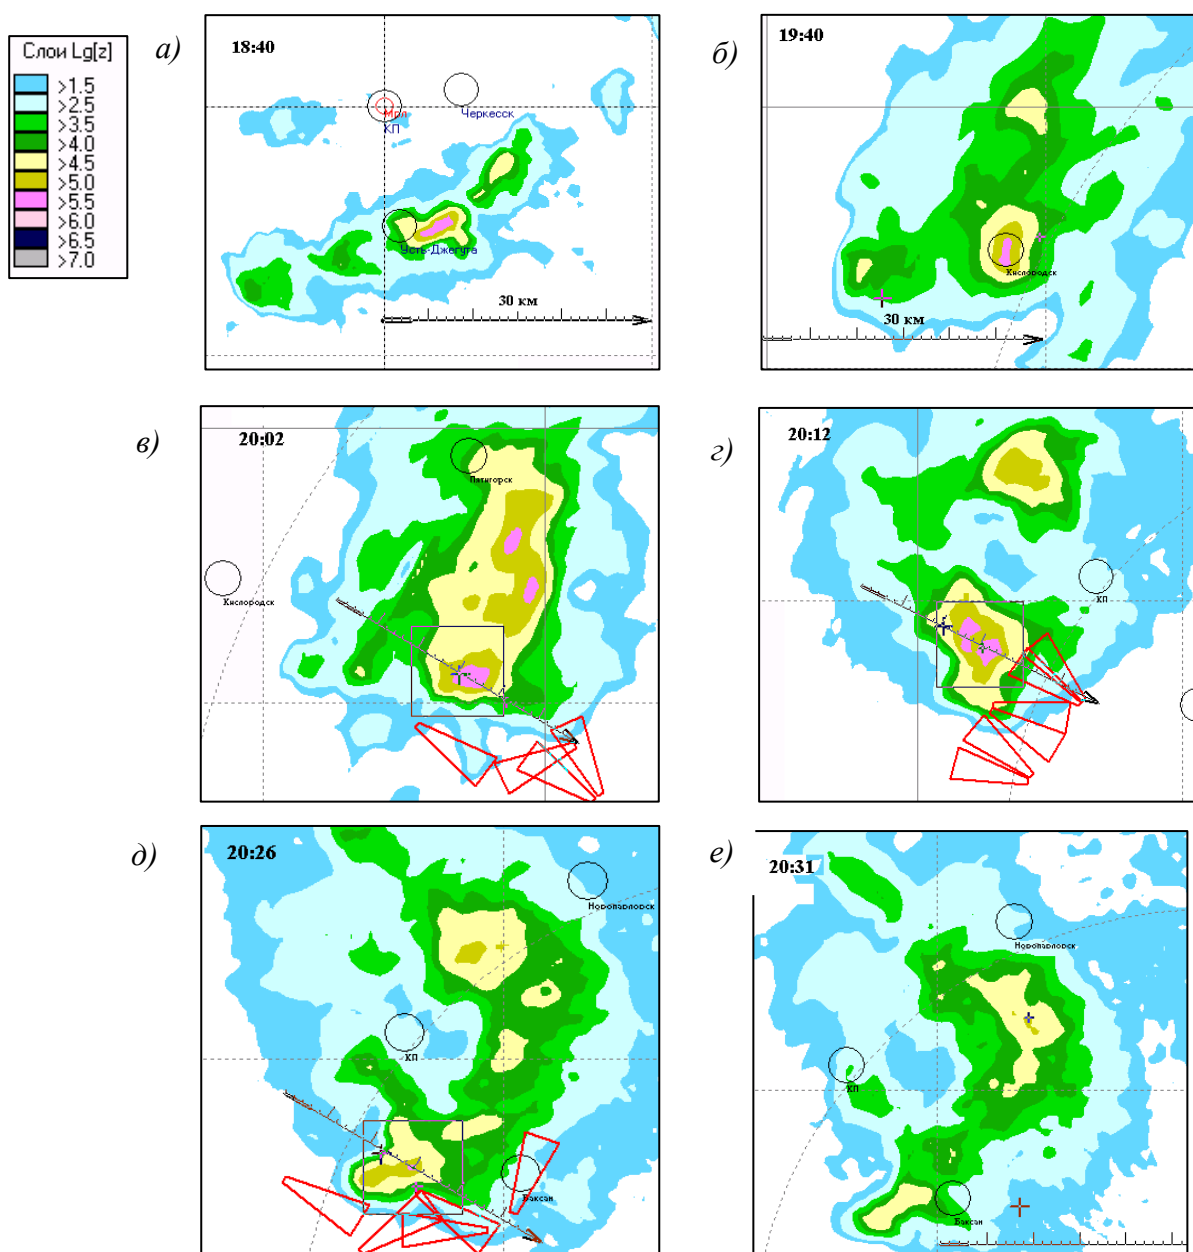 Слои Lg[z]
>1.5
>2.5
>3.5
>4.0
>4.5
>5.0
>5.5
>6.0
>6.5
>7.0
а)
18:40
Мрл
КП
Черкесск
Усть-Джегута
30 км
б)
19:40
Кисловодск
30 км
в)
20:02
Пятигорск
Кисловодск
г)
20:12
КП
д)
20:26
Новопавловск
КП
Баксан
е)
20:31
Новопавловск
КП
Баксан